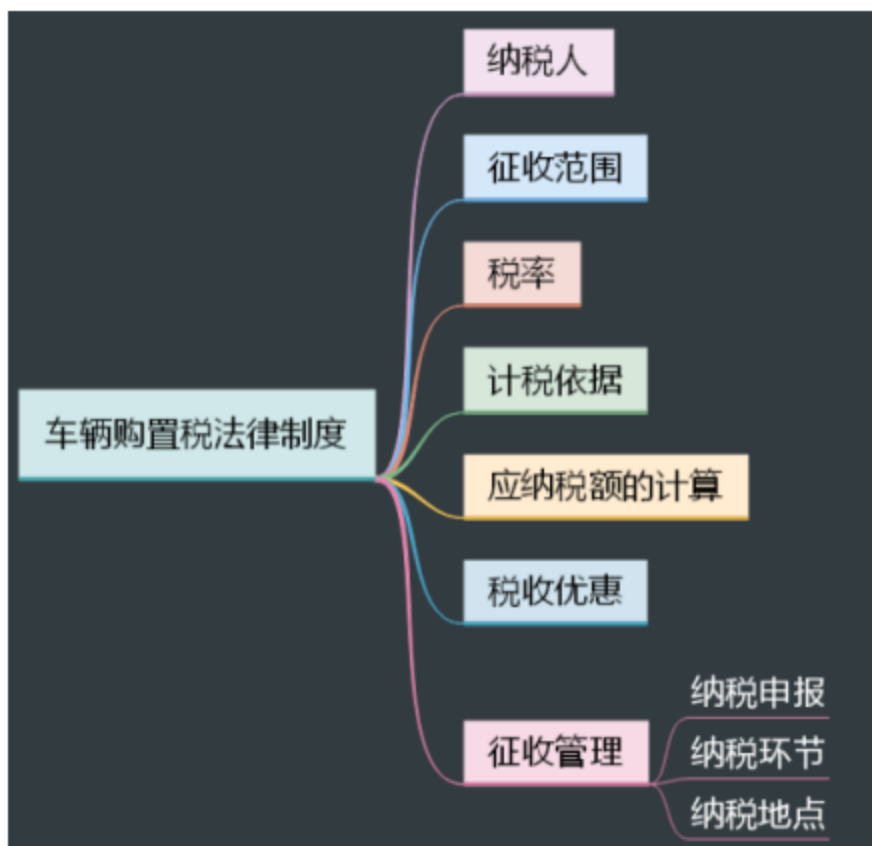 纳税人
征收范围
税率
计税依据
车辆购置税法律制度
应纳税额的计算
税收优惠
征收管理
纳税申报
纳税环节
纳税地点